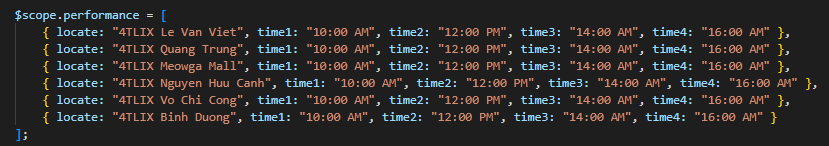 $scope.performance = [
{ locate: "4TLIX Le Van Viet", time1: "10:00 AM", time2: "12:00 PM", time3: "14:00 AM", time4: "16:00 AM" },
{ locate: "4TLIX Quang Trung", time1: "10:00 AM", time2: "12:00 PM", time3: "14:00 AM", time4: "16:00 AM" },
{ locate: "4TLIX Meowga Mall", time1: "10:00 AM", time2: "12:00 PM", time3: "14:00 AM", time4: "16:00 AM" },
{ locate: "4TLIX Nguyen Huu Canh", time1: "10:00 AM", time2: "12:00 PM", time3: "14:00 AM", time4: "16:00 AM" },
{ locate: "4TLIX Vo Chi Cong", time1: "10:00 AM", time2: "12:00 PM", time3: "14:00 AM", time4: "16:00 AM" },
{ locate: "4TLIX Binh Duong", time1: "10:00 AM", time2: "12:00 PM", time3: "14:00 AM", time4: "16:00 AM" }
];